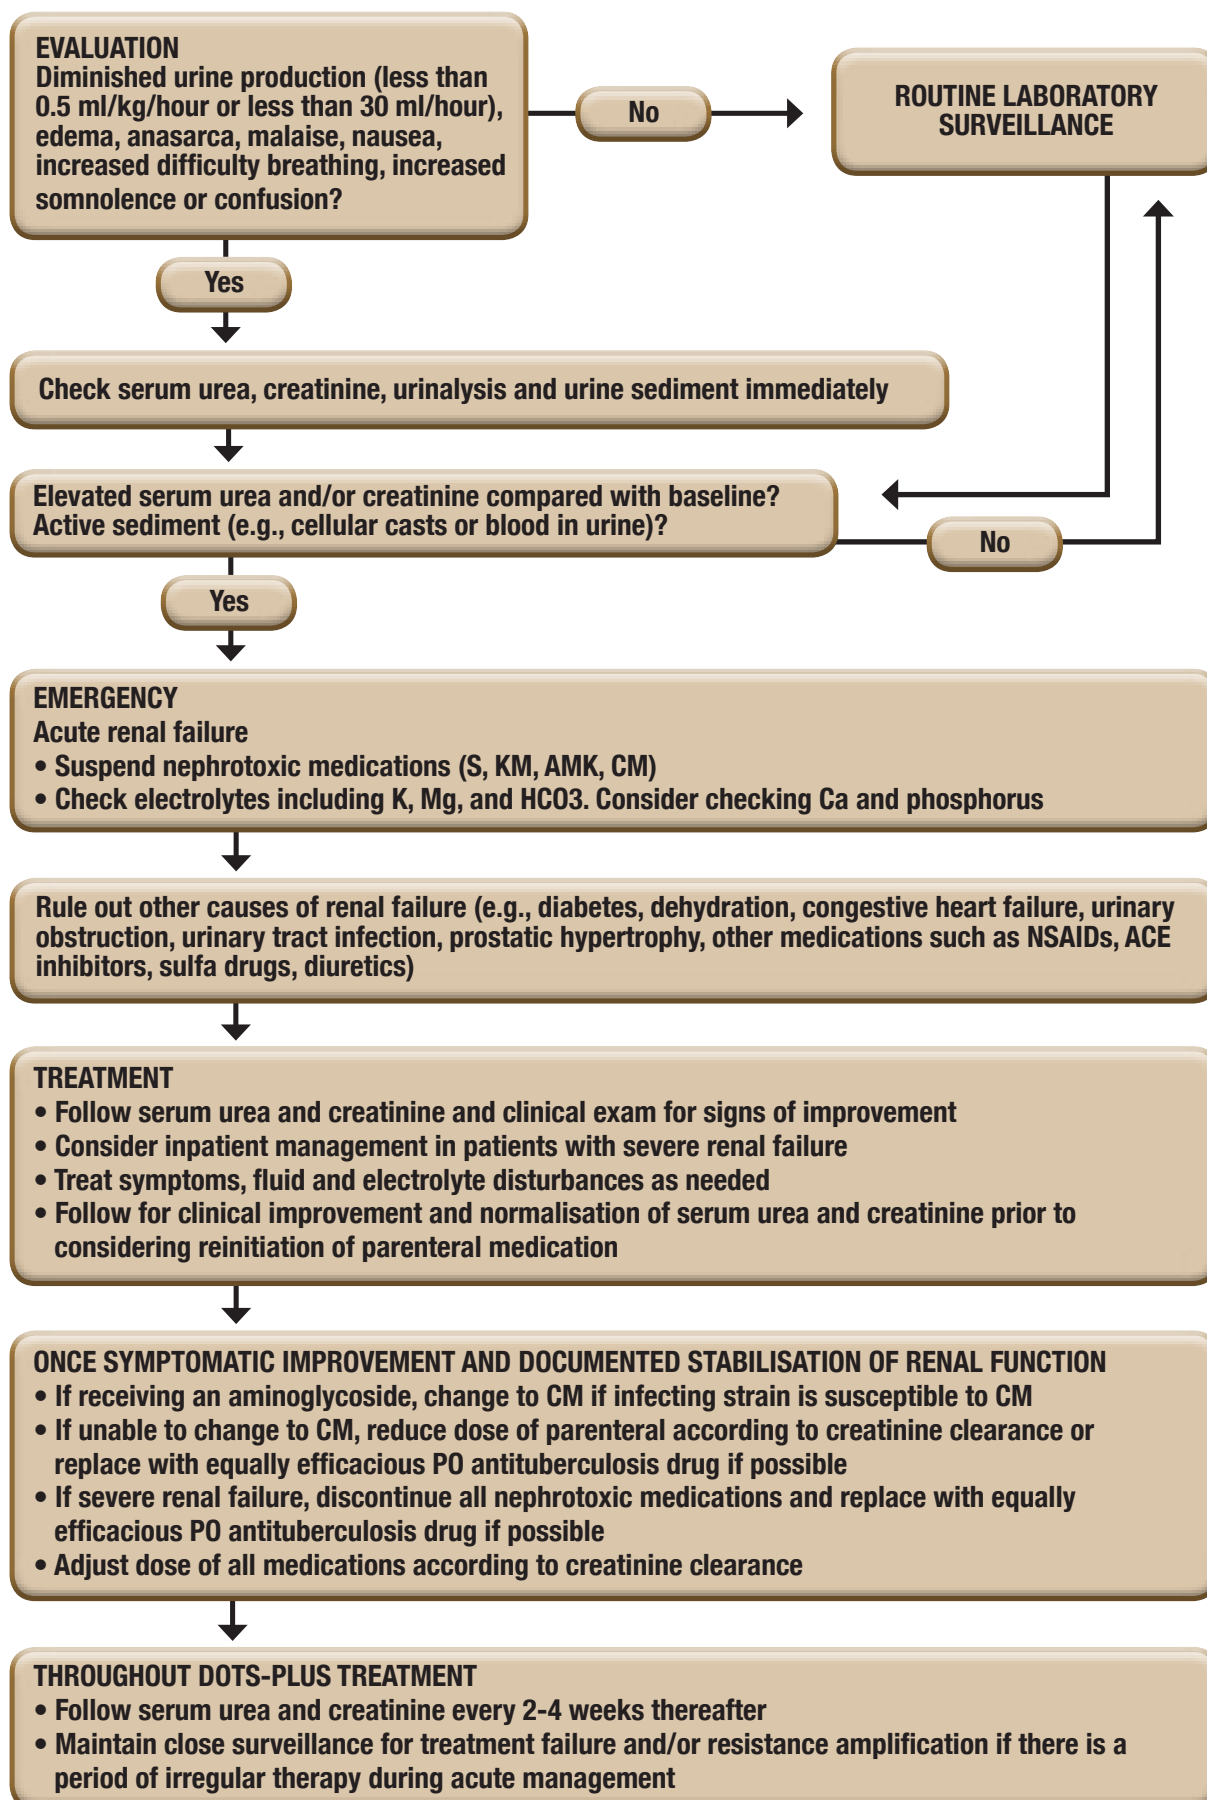 EVALUATION
Diminished urine production (less than
0.5 ml/kg/hour or less than 30 ml/hour),
edema, anasarca, malaise, nausea,
increased difficulty breathing, increased
somnolence or confusion?
No
ROUTINE LABORATORY
SURVEILLANCE
Yes
Check serum urea, creatinine, urinalysis and urine sediment immediately
Elevated serum urea and/or creatinine compared with baseline?
Active sediment (e.g., cellular casts or blood in urine)?
No
Yes
EMERGENCY
Acute renal failure
• Suspend nephrotoxic medications (S, KM, AMK, CM)
• Check electrolytes including K, Mg, and HCO3. Consider checking Ca and phosphorus
Rule out other causes of renal failure (e.g., diabetes, dehydration, congestive heart failure, urinary
obstruction, urinary tract infection, prostatic hypertrophy, other medications such as NSAIDs, ACE
inhibitors, sulfa drugs, diuretics)
TREATMENT
• Follow serum urea and creatinine and clinical exam for signs of improvement
• Consider inpatient management in patients with severe renal failure
• Treat symptoms, fluid and electrolyte disturbances as needed
• Follow for clinical improvement and normalisation of serum urea and creatinine prior to
considering reinitiation of parenteral medication
ONCE SYMPTOMATIC IMPROVEMENT AND DOCUMENTED STABILISATION OF RENAL FUNCTION
• If receiving an aminoglycoside, change to CM if infecting strain is susceptible to CM
• If unable to change to CM, reduce dose of parenteral according to creatinine clearance or
replace with equally efficacious PO antituberculosis drug if possible
• If severe renal failure, discontinue all nephrotoxic medications and replace with equally
efficacious PO antituberculosis drug if possible
• Adjust dose of all medications according to creatinine clearance
THROUGHOUT DOTS-PLUS TREATMENT
• Follow serum urea and creatinine every 2-4 weeks thereafter
• Maintain close surveillance for treatment failure and/or resistance amplification if there is a
period of irregular therapy during acute management